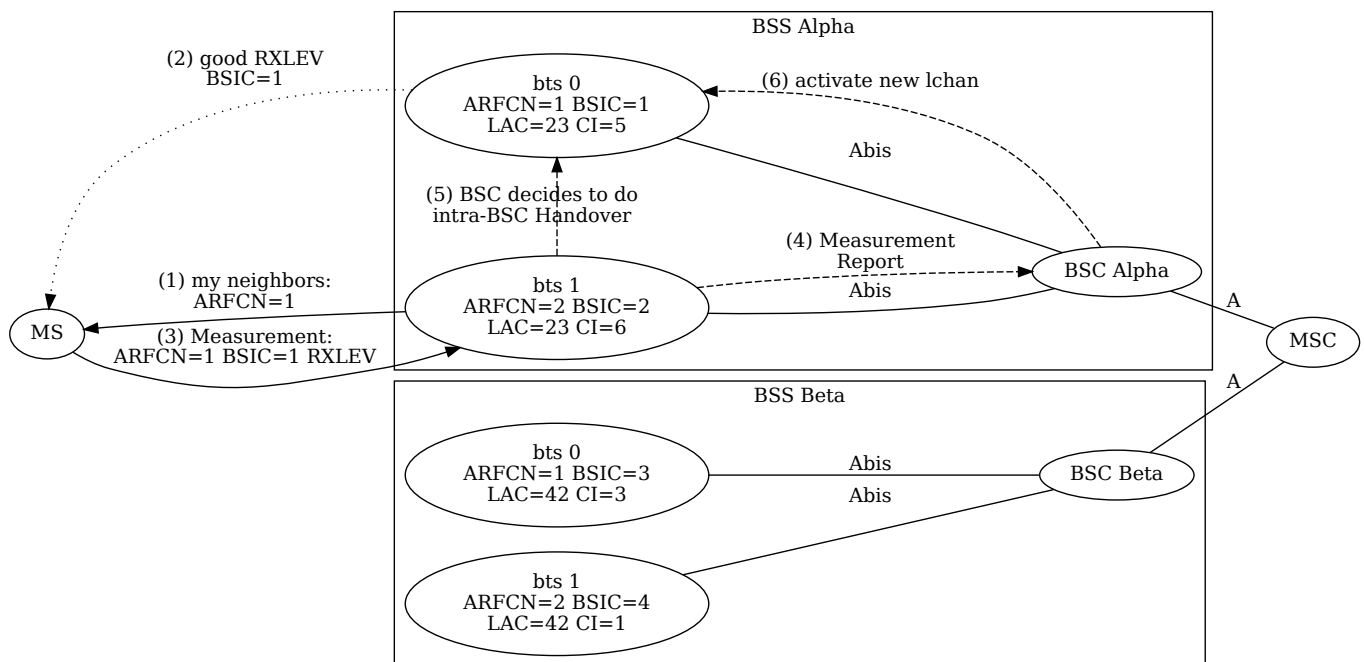 BSS Alpha
(2) good RXLEV
BSIC=1
bts 0
ARFCN=1 BSIC=1
LAC=23 CI=5
(6) activate new lchan
Abis
(5) BSC decides to do
intra-BSC Handover
(4) Measurement
Report
BSC Alpha
(1) my neighbors:
ARFCN=1
bts 1
ARFCN=2 BSIC=2
LAC=23 CI=6
Abis
A
MS
(3) Measurement:
ARFCN=1 BSIC=1 RXLEV
MSC
A
BSS Beta
bts 0
ARFCN=1 BSIC=3
LAC=42 CI=3
Abis
Abis
BSC Beta
bts 1
ARFCN=2 BSIC=4
LAC=42 CI=1